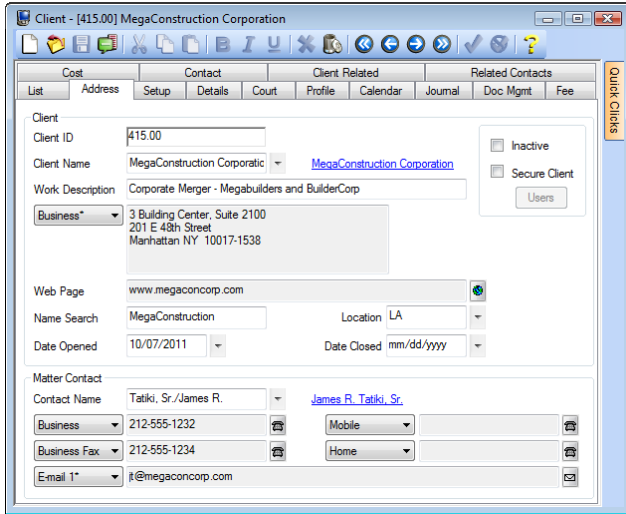 Client - [415.00] MegaConstruction Corporation
Cost Contact Client Related Related Contacts
List Address Setup Details Court Profile Calendar Journal Doc Mgmt Fee
Quick Clicks
Client
Client ID 415.00
Inactive
Client Name MegaConstruction Corporatic MegaConstruction Corporation
Secure Client
Work Description Corporate Merger - Megabuilders and BuilderCorp
Users
Business* 3 Building Center, Suite 2100
201 E 48th Street
Manhattan NY 10017-1538
Web Page www.megaconcorp.com
Name Search MegaConstruction Location LA
Date Opened 10/07/2011 Date Closed mm/dd/yyyy
Matter Contact
Contact Name Tatiki, Sr./James R. James R. Tatiki, Sr.
Business 212-555-1232 Mobile
Business Fax 212-555-1234 Home
E-mail 1* jt@megaconcorp.com